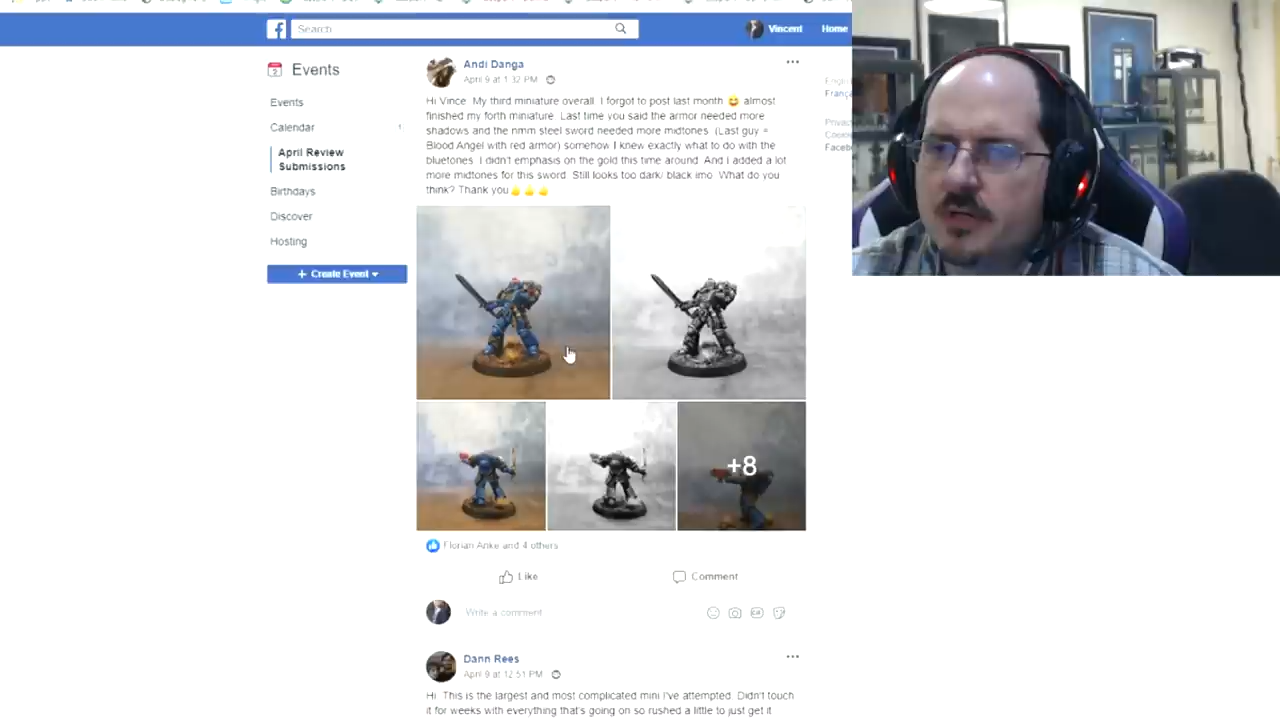 Search
Vincent
Home
Events
Events
Calendar
1
April Review
Submissions
Birthdays
Discover
Hosting
+ Create Event
Andi Danga
April 9 at 1:32 PM
Hi Vince My third miniature overall I forgot to post last month 😄 almost
finished my forth miniature Last time you said the armor needed more
shadows and the nmm steel sword needed more midtones (Last guy =
Blood Angel with red armor) somehow I knew exactly what to do with the
bluetones I didn't emphasis on the gold this time around And i added a lot
more midtones for this sword Still looks too dark/ black imo What do you
think? Thank you 👍 👍 👍
+8
Florian Anke and 4 others
Like
Comment
Write a comment
Dann Rees
April 9 at 12:51 PM
Hi This is the largest and most complicated mini I've attempted Didn't touch
it for weeks with everything that's going on so rushed a little to just get it
França
Privac
Faceb